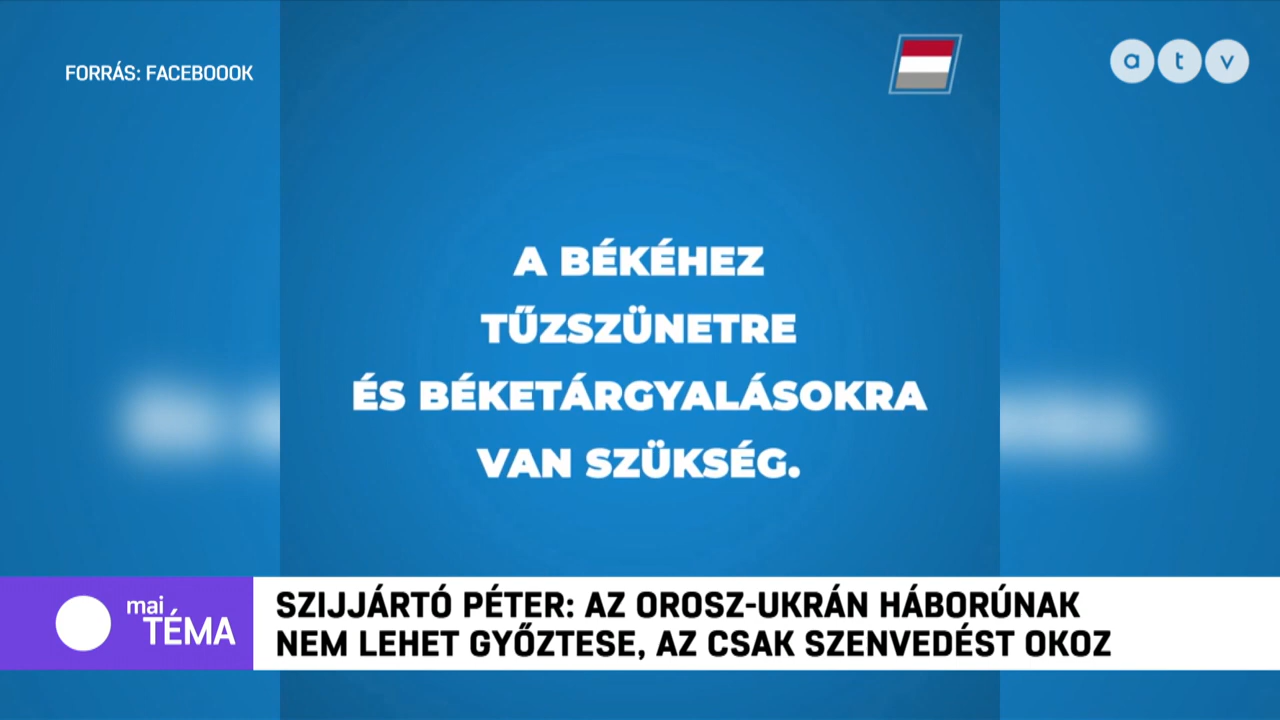 FORRÁS: FACEBOOOK
a t v
A BÉKÉHEZ
TŰZSZÜNETRE
ÉS BÉKETÁRGYALÁSOKRA
VAN SZÜKSÉG.
mai
TÉMA
SZIJJÁRTÓ PÉTER: AZ OROSZ-UKRÁN HÁBORÚNAK
NEM LEHET GYŐZTESE, AZ CSAK SZENVEDÉST OKOZ